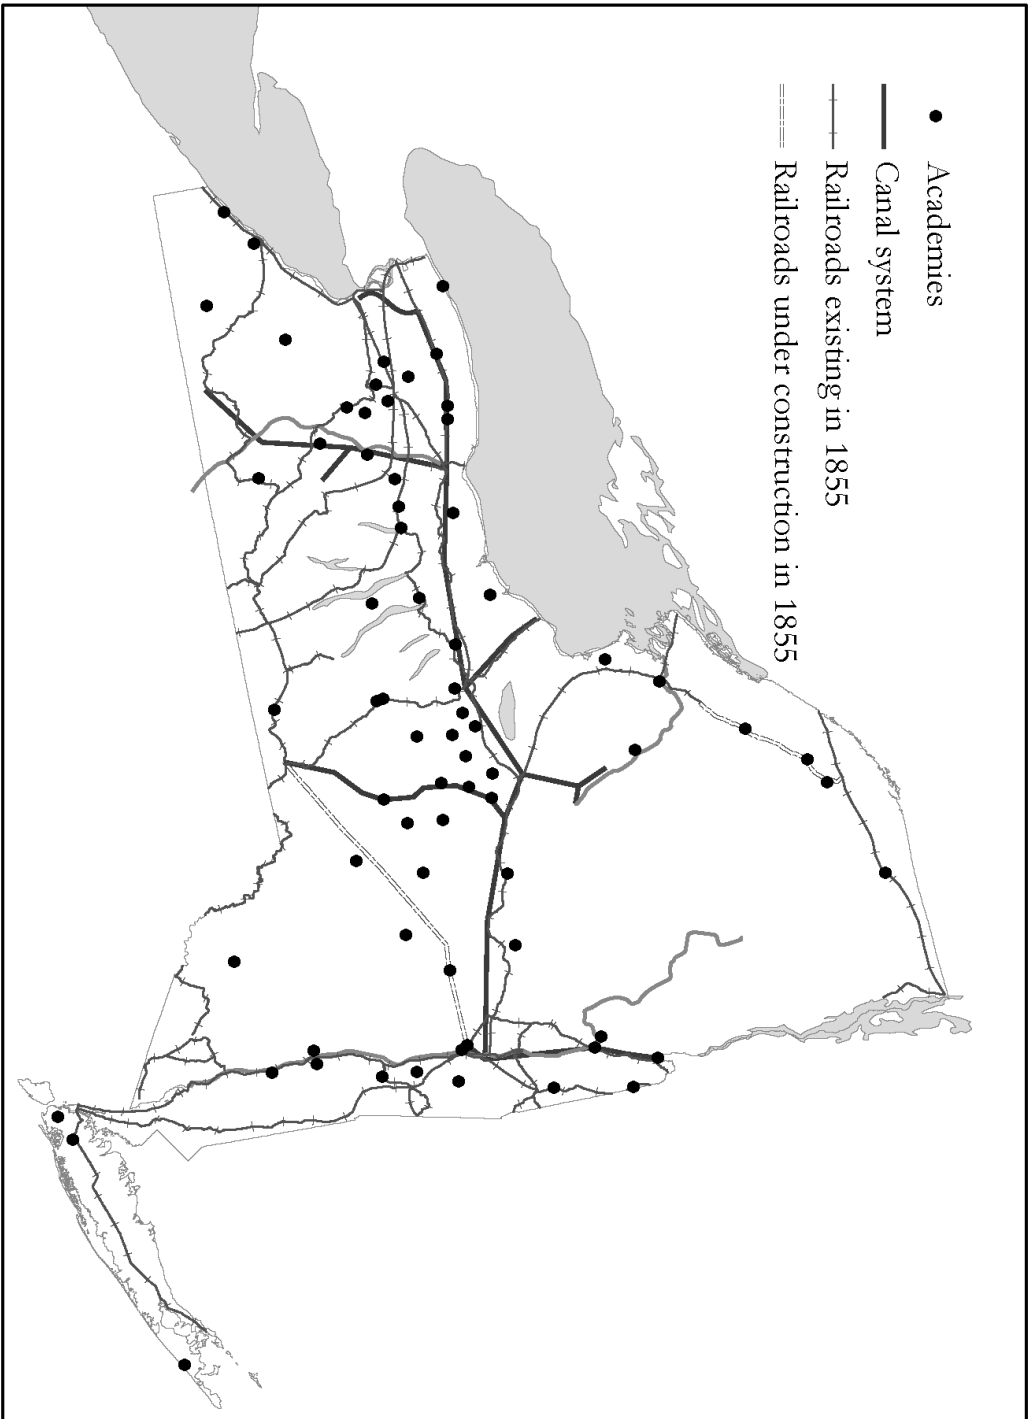 Academies
Canal system
Railroads existing in 1855
Railroads under construction in 1855